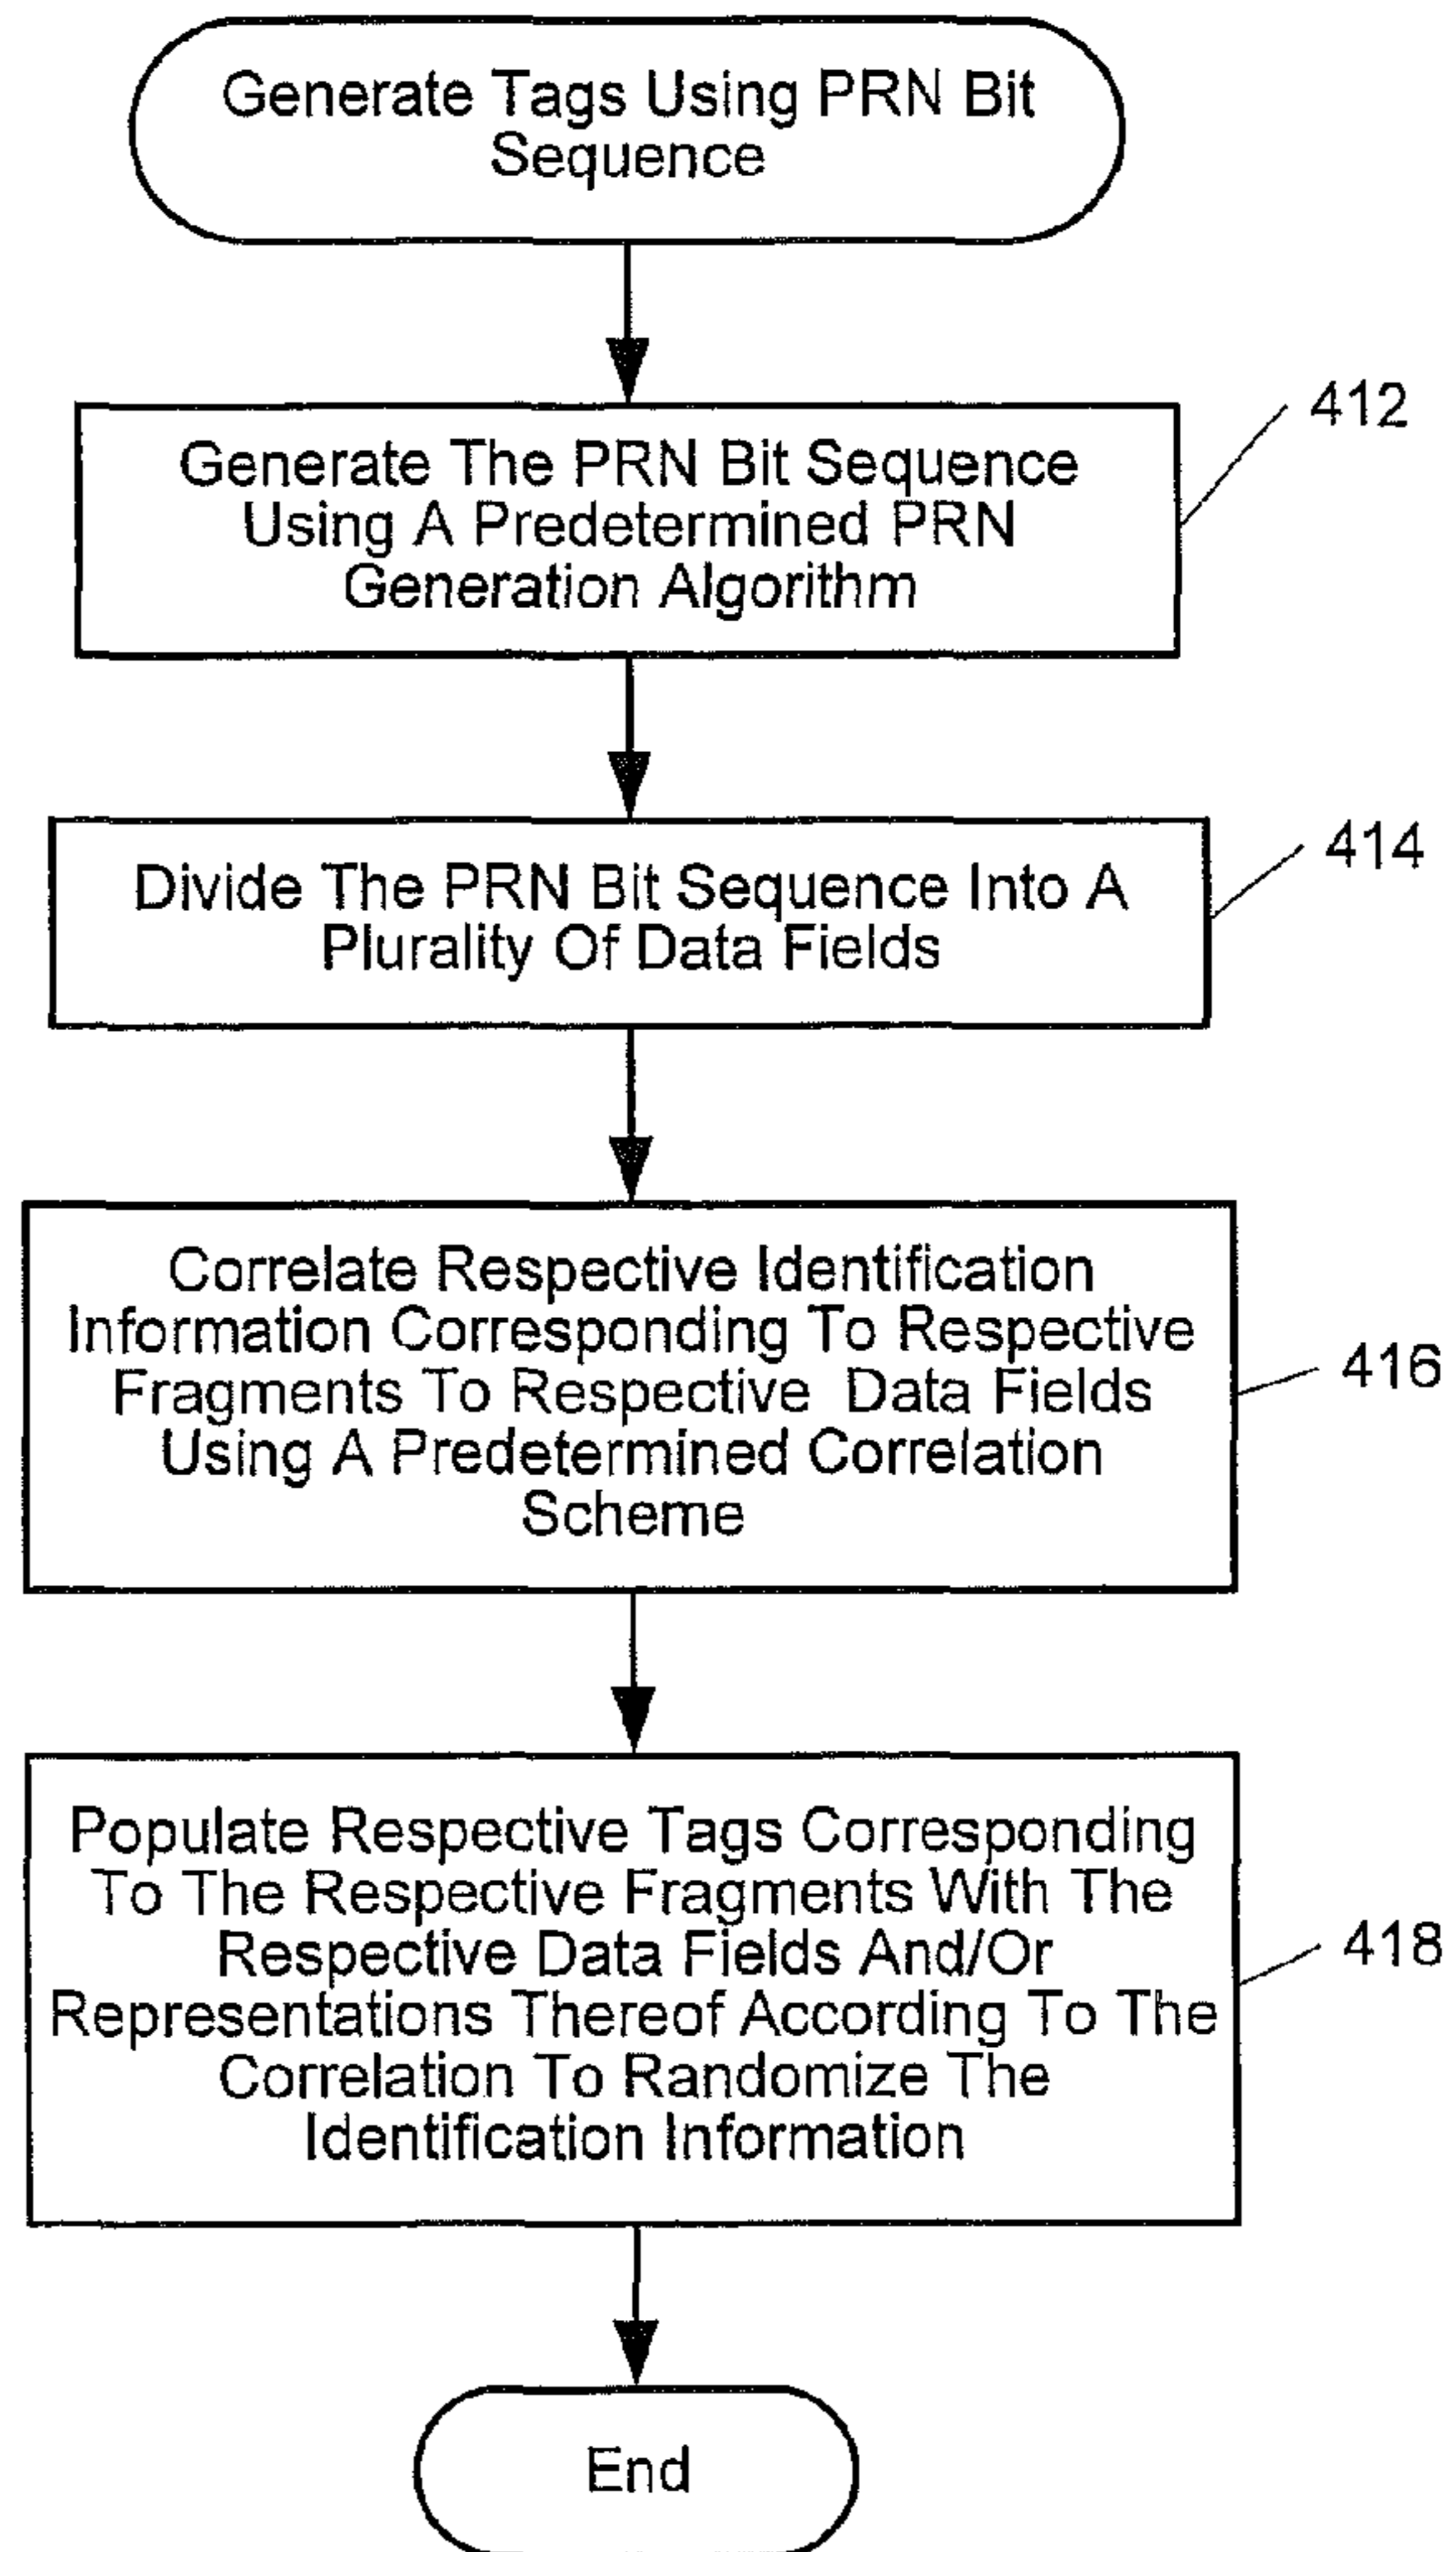 Generate Tags Using PRN Bit
Sequence
412
Generate The PRN Bit Sequence
Using A Predetermined PRN
Generation Algorithm
414
Divide The PRN Bit Sequence Into A
Plurality Of Data Fields
Correlate Respective Identification
Information Corresponding To Respective
Fragments To Respective Data Fields
Using A Predetermined Correlation
Scheme
416
Populate Respective Tags Corresponding
To The Respective Fragments With The
Respective Data Fields And/Or
Representations Thereof According To The
Correlation To Randomize The
Identification Information
418
End